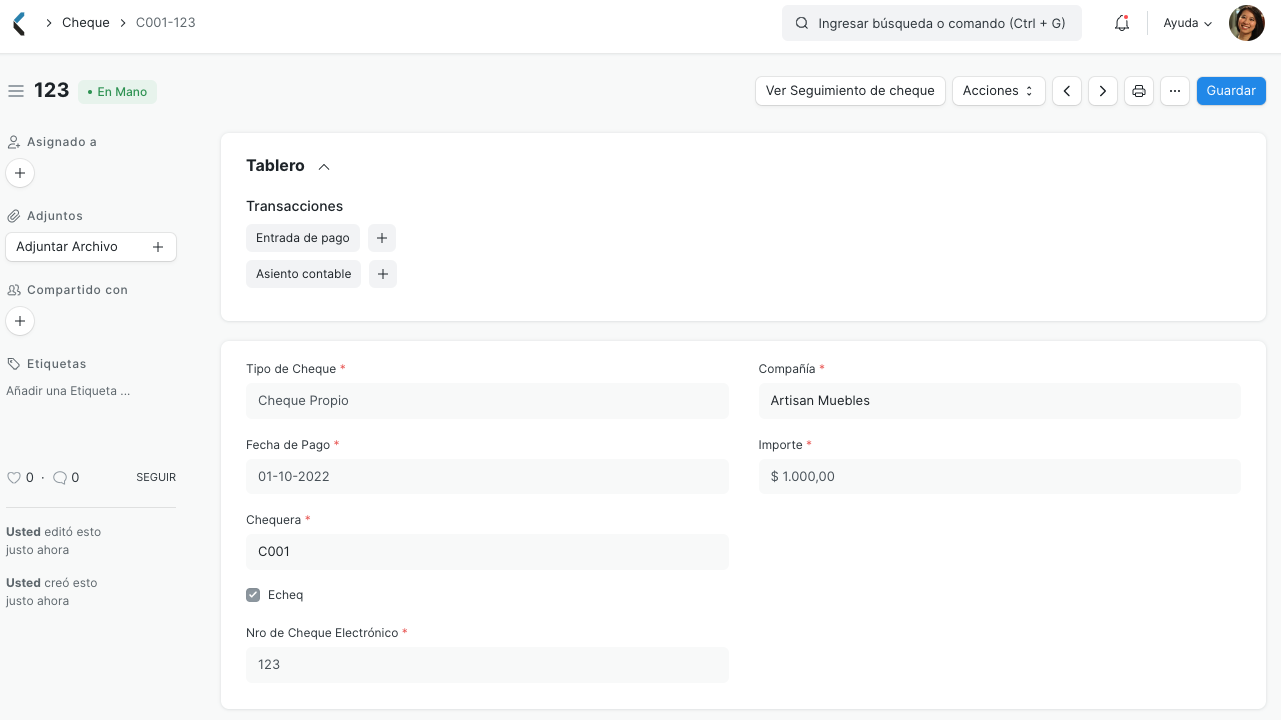 Cheque
C001-123
Ingresar búsqueda o comando (Ctrl + G)
Ayuda
123
En Mano
Ver Seguimiento de cheque
Acciones
Guardar
Asignado a
Adjuntos
Adjuntar Archivo
Compartido con
Etiquetas
Añadir una Etiqueta ...
0 · 0
SEGUIR
Usted editó esto
justo ahora
Usted creó esto
justo ahora
Tablero
Transacciones
Entrada de pago
Asiento contable
Tipo de Cheque *
Cheque Propio
Compañía *
Artisan Muebles
Fecha de Pago *
01-10-2022
Importe *
$ 1.000,00
Chequera *
C001
Echeq
Nro de Cheque Electrónico *
123